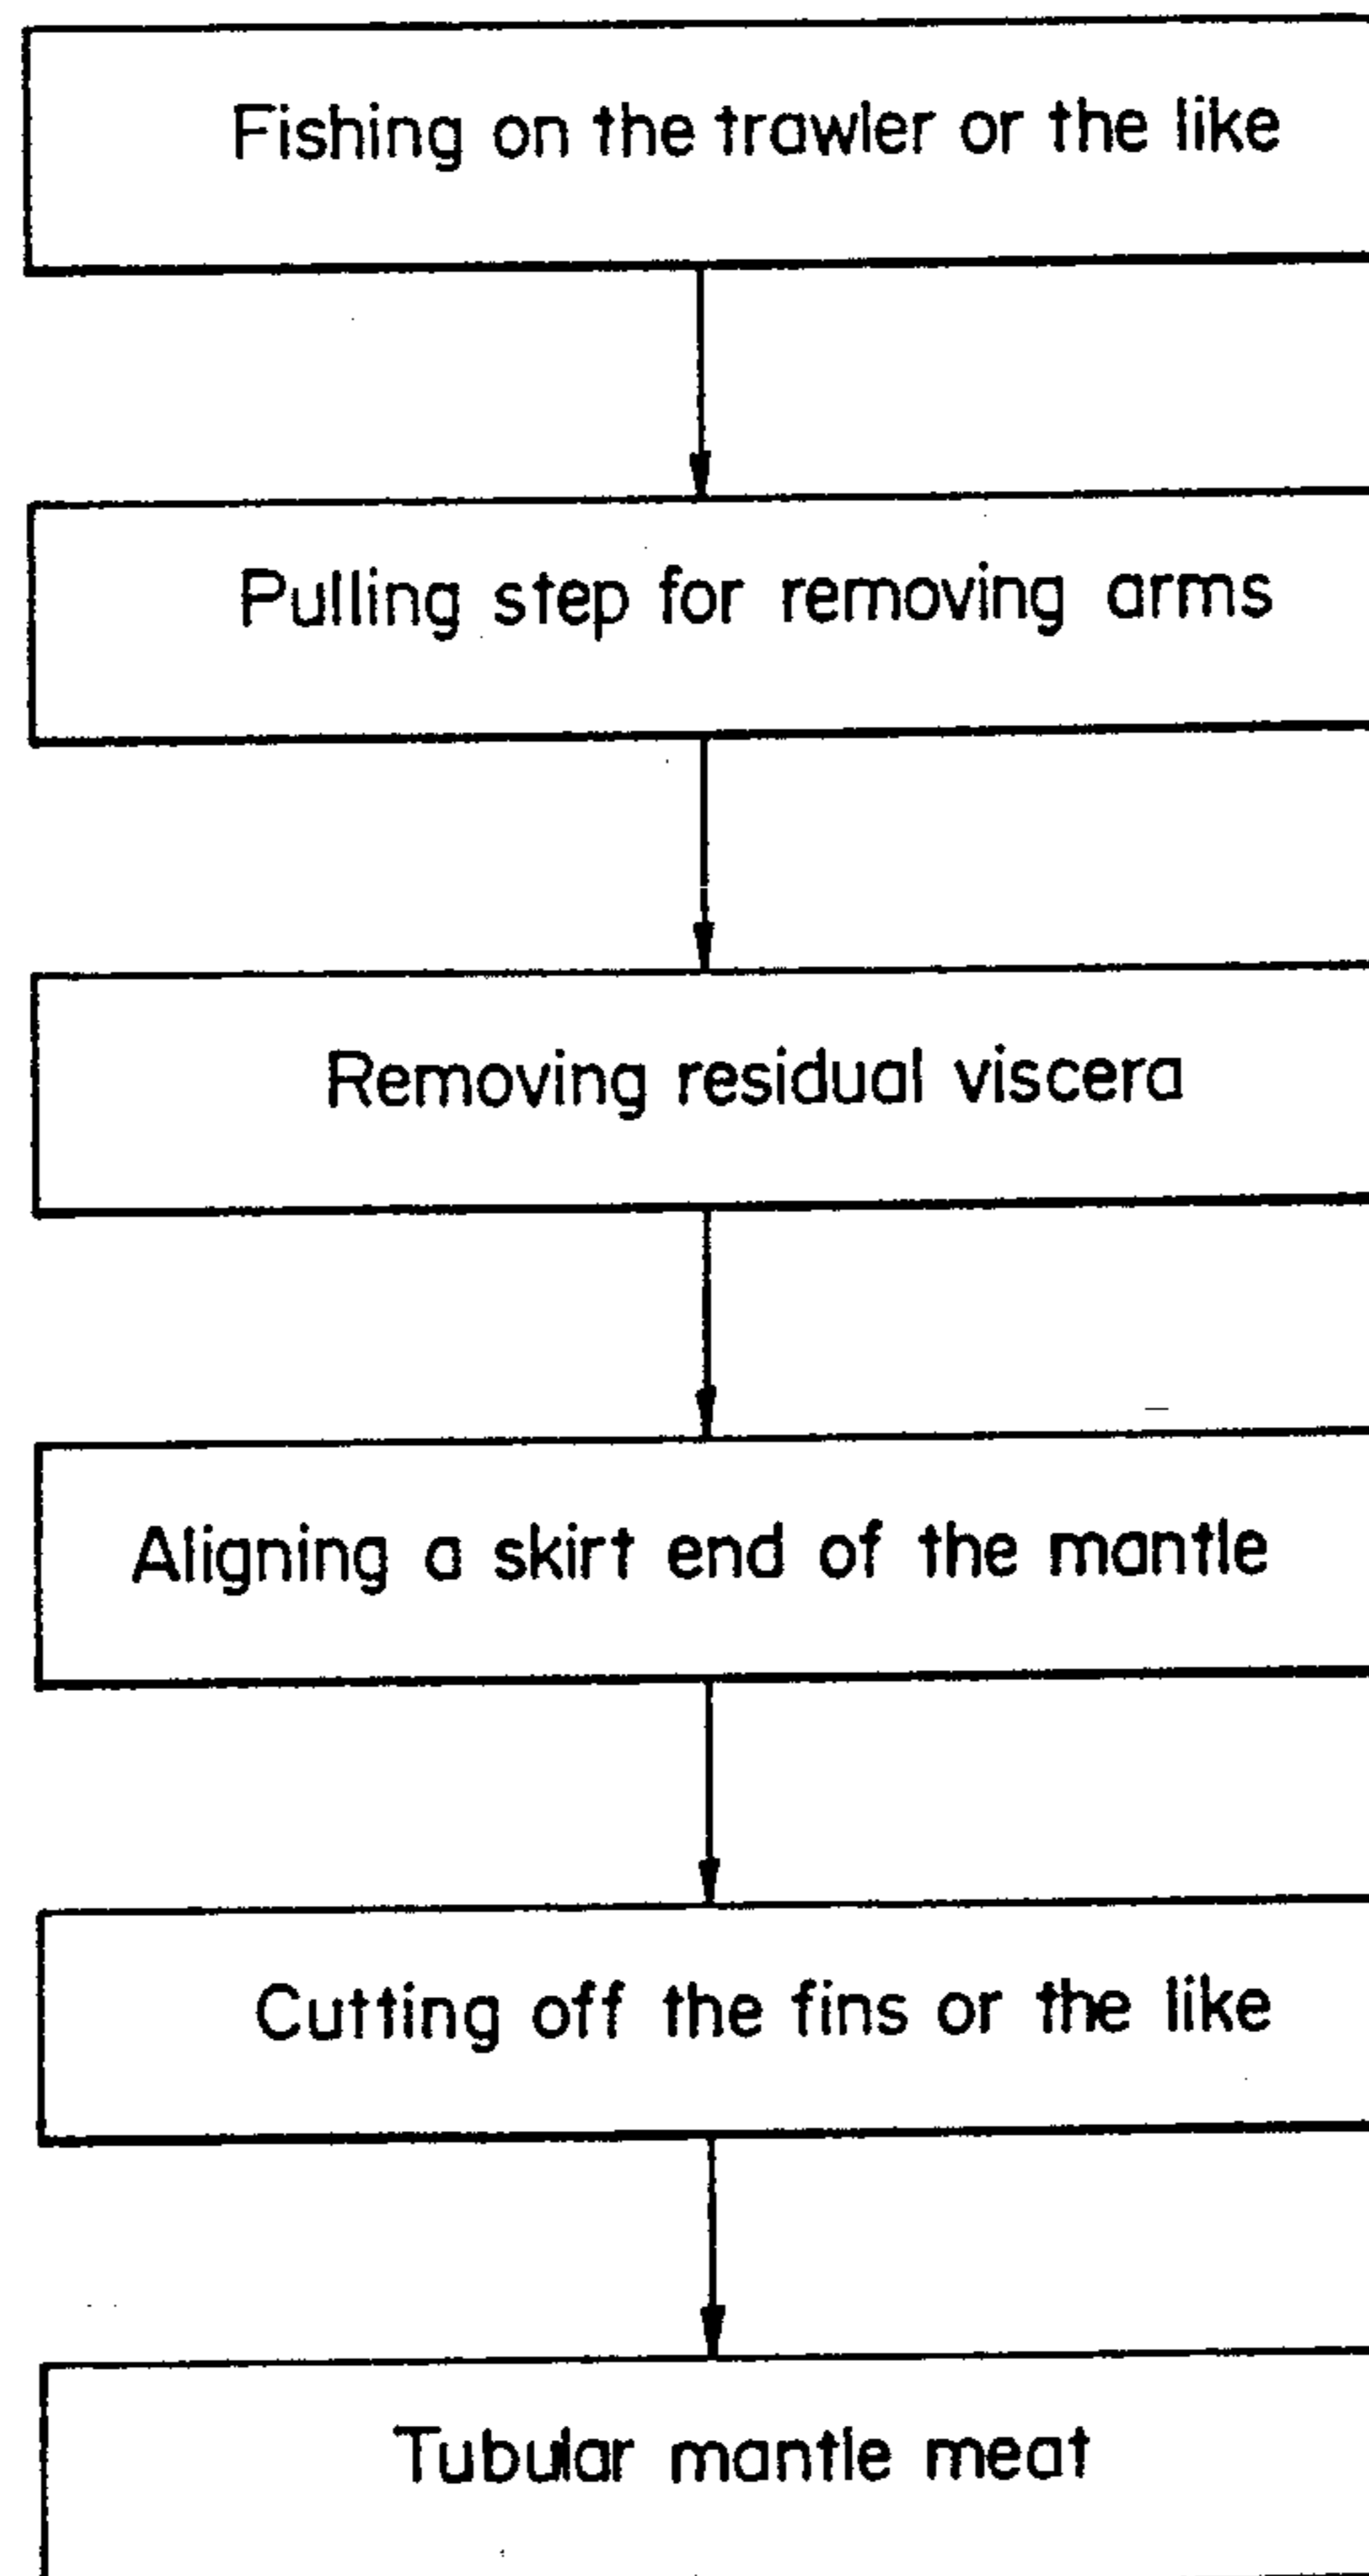 Fishing on the trawler or the like
Pulling step for removing arms
Removing residual viscera
Aligning a skirt end of the mantle
Cutting off the fins or the like
Tubular mantle meat